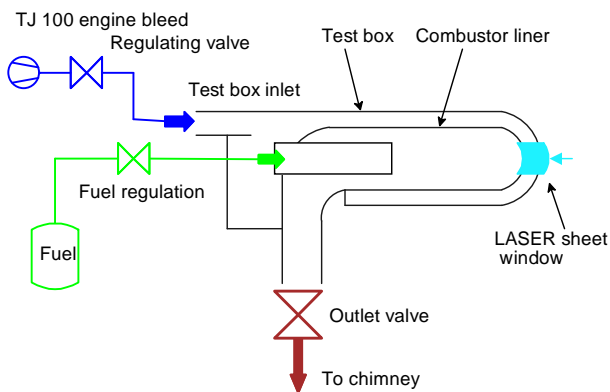 TJ 100 engine bleed
Regulating valve
Test box
Combustor liner
Test box inlet
Fuel regulation
Fuel
LASER sheet
window
Outlet valve
To chimney